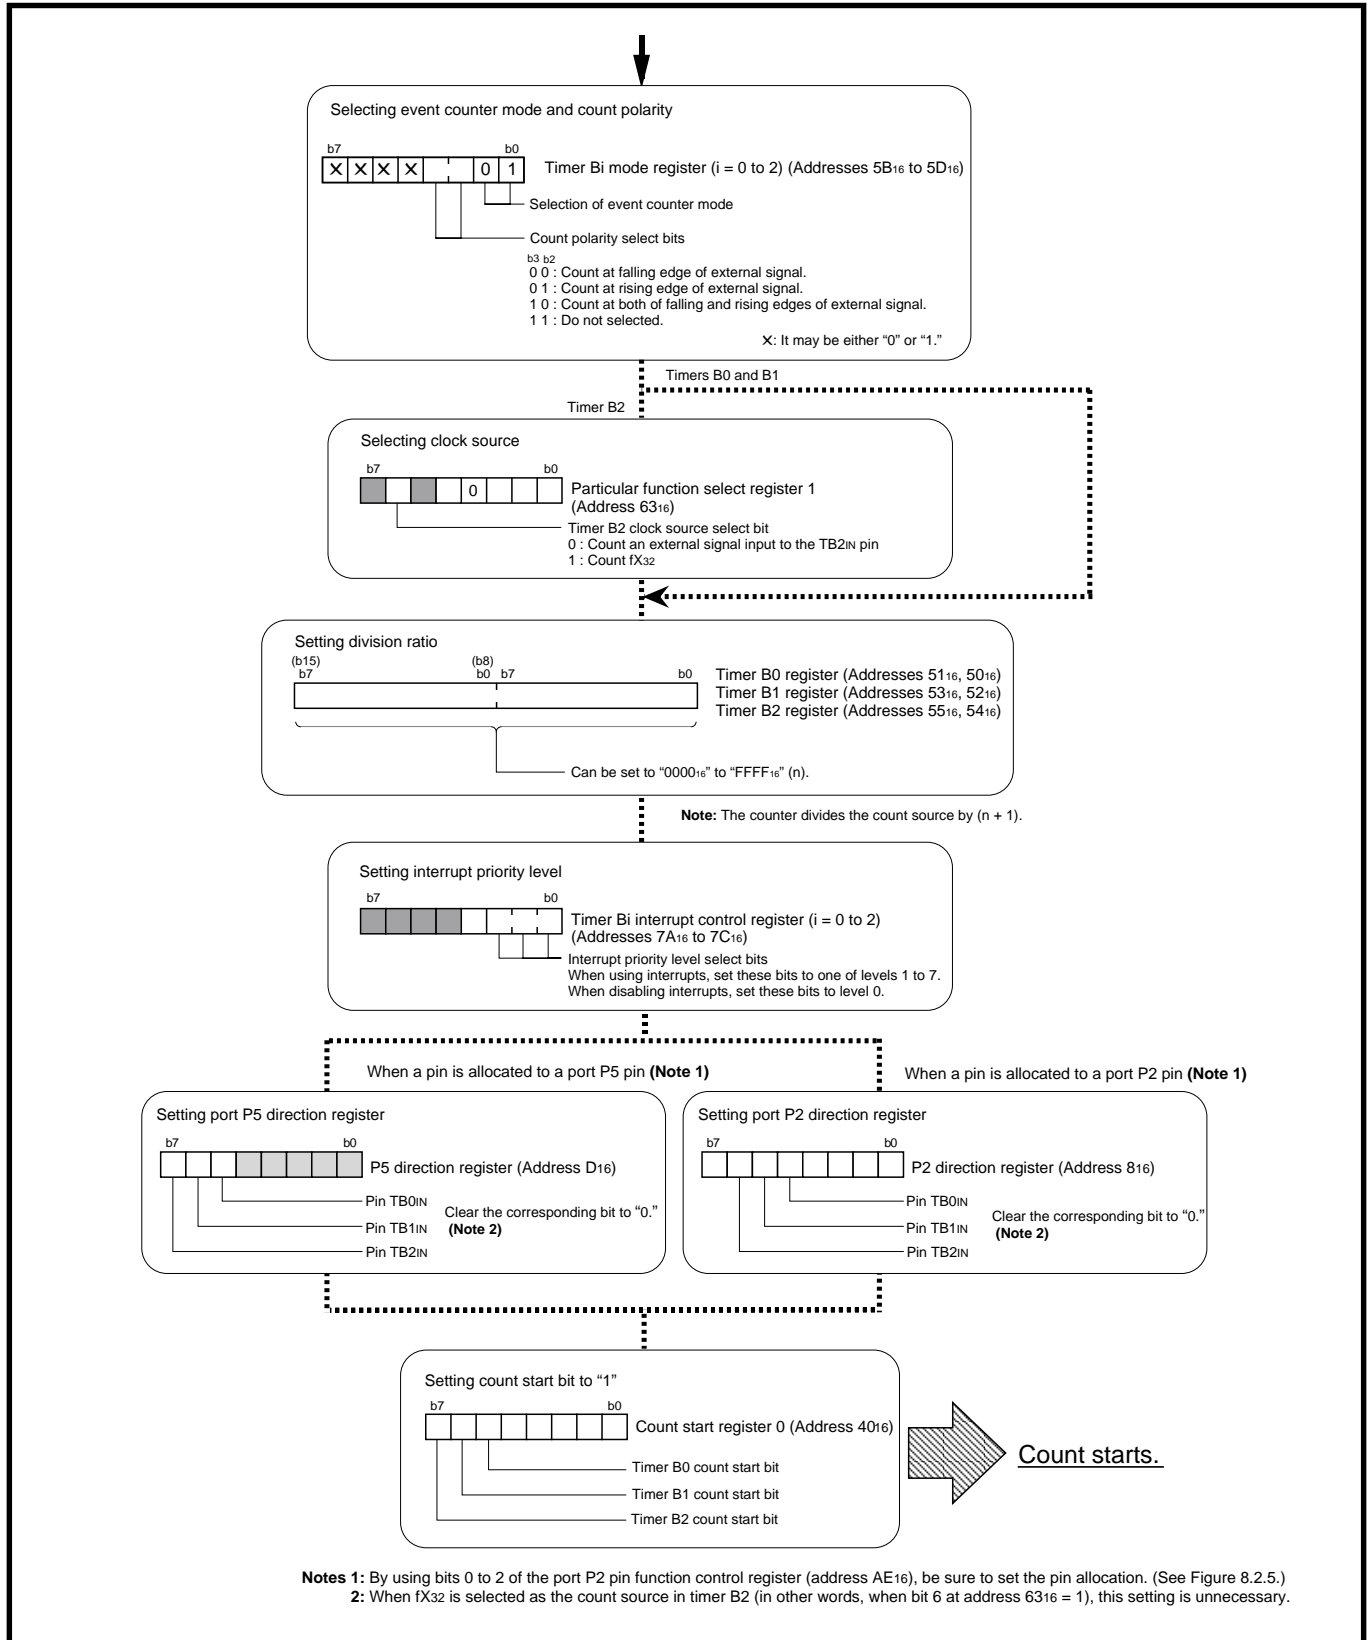 Selecting event counter mode and count polarity
b7 b0
X X X X 0 1
Timer Bi mode register (i = 0 to 2) (Addresses 5B16 to 5D16)
Selection of event counter mode
Count polarity select bits
b3 b2
0 0 : Count at falling edge of external signal.
0 1 : Count at rising edge of external signal.
1 0 : Count at both of falling and rising edges of external signal.
1 1 : Do not selected.
X: It may be either “0” or “1.”
Timers B0 and B1
Timer B2
Selecting clock source
b7 b0
0
Particular function select register 1
(Address 6316)
Timer B2 clock source select bit
0 : Count an external signal input to the TB2IN pin
1 : Count fX32
Setting division ratio
(b15) (b8)
b7 b0 b7 b0
Timer B0 register (Addresses 5116, 5016)
Timer B1 register (Addresses 5316, 5216)
Timer B2 register (Addresses 5516, 5416)
Can be set to “000016” to “FFFF16” (n).
Note: The counter divides the count source by (n + 1).
Setting interrupt priority level
b7 b0
Timer Bi interrupt control register (i = 0 to 2)
(Addresses 7A16 to 7C16)
Interrupt priority level select bits
When using interrupts, set these bits to one of levels 1 to 7.
When disabling interrupts, set these bits to level 0.
When a pin is allocated to a port P5 pin (Note 1)
Setting port P5 direction register
b7 b0
P5 direction register (Address D16)
Pin TB0IN
Pin TB1IN
Pin TB2IN
Clear the corresponding bit to “0.”
(Note 2)
When a pin is allocated to a port P2 pin (Note 1)
Setting port P2 direction register
b7 b0
P2 direction register (Address 816)
Pin TB0IN
Pin TB1IN
Pin TB2IN
Clear the corresponding bit to “0.”
(Note 2)
Setting count start bit to “1”
b7 b0
Count start register 0 (Address 4016)
Timer B0 count start bit
Timer B1 count start bit
Timer B2 count start bit
Count starts.
Notes 1: By using bits 0 to 2 of the port P2 pin function control register (address AE16), be sure to set the pin allocation. (See Figure 8.2.5.)
2: When fX32 is selected as the count source in timer B2 (in other words, when bit 6 at address 6316 = 1), this setting is unnecessary.